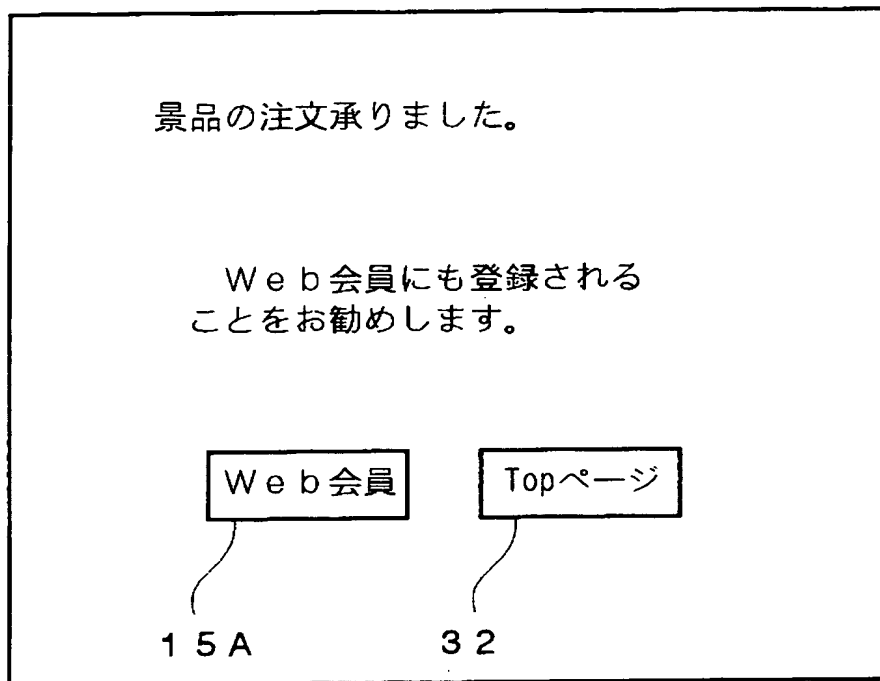 景品の注文承りました。
Ｗｅｂ会員にも登録される
ことをお勧めします。
Ｗｅｂ会員
Topページ
１５Ａ
３２